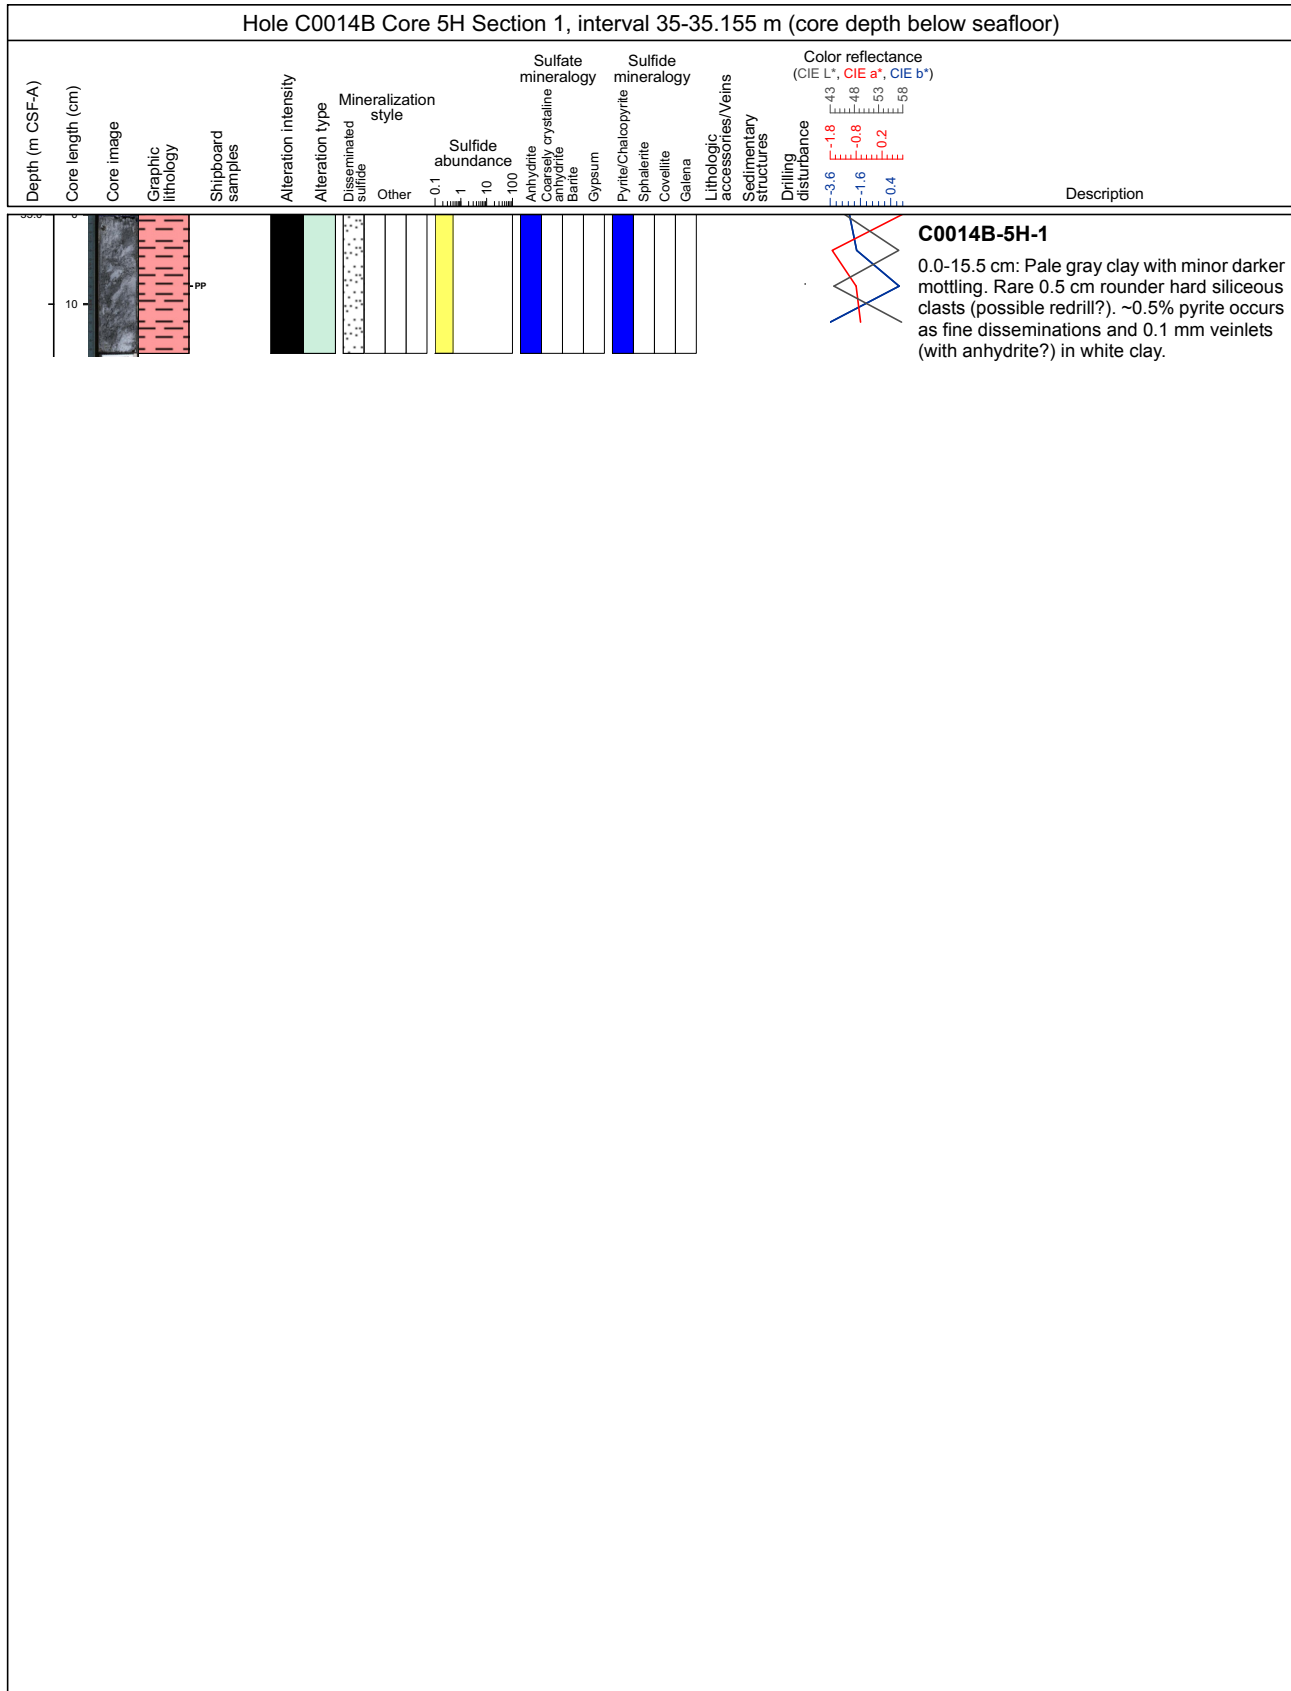 Hole C0014B Core 5H Section 1, interval 35-35.155 m (core depth below seafloor)
Depth (m CSF-A)
Core length (cm)
Core image
Graphic
lithology
Shipboard
samples
Alteration intensity
Alteration type
Mineralization
style
Disseminated
sulfide
Other
Sulfide
abundance
0.1
1
10
100
Sulfate
mineralogy
Anhydrite
Coarsely crystaline
anhydrite
Barite
Gypsum
Sulfide
mineralogy
Pyrite/Chalcopyrite
Sphalerite
Covellite
Galena
Lithologic
accessories/Veins
Sedimentary
structures
Drilling
disturbance
Color reflectance
(CIE L*, CIE a*, CIE b*)
43
48
53
58
-1.8
-0.8
0.2
-3.6
-1.6
0.4
Description
10
PP
C0014B-5H-1
0.0-15.5 cm: Pale gray clay with minor darker
mottling. Rare 0.5 cm rounder hard siliceous
clasts (possible redrill?). ~0.5% pyrite occurs
as fine disseminations and 0.1 mm veinlets
(with anhydrite?) in white clay.